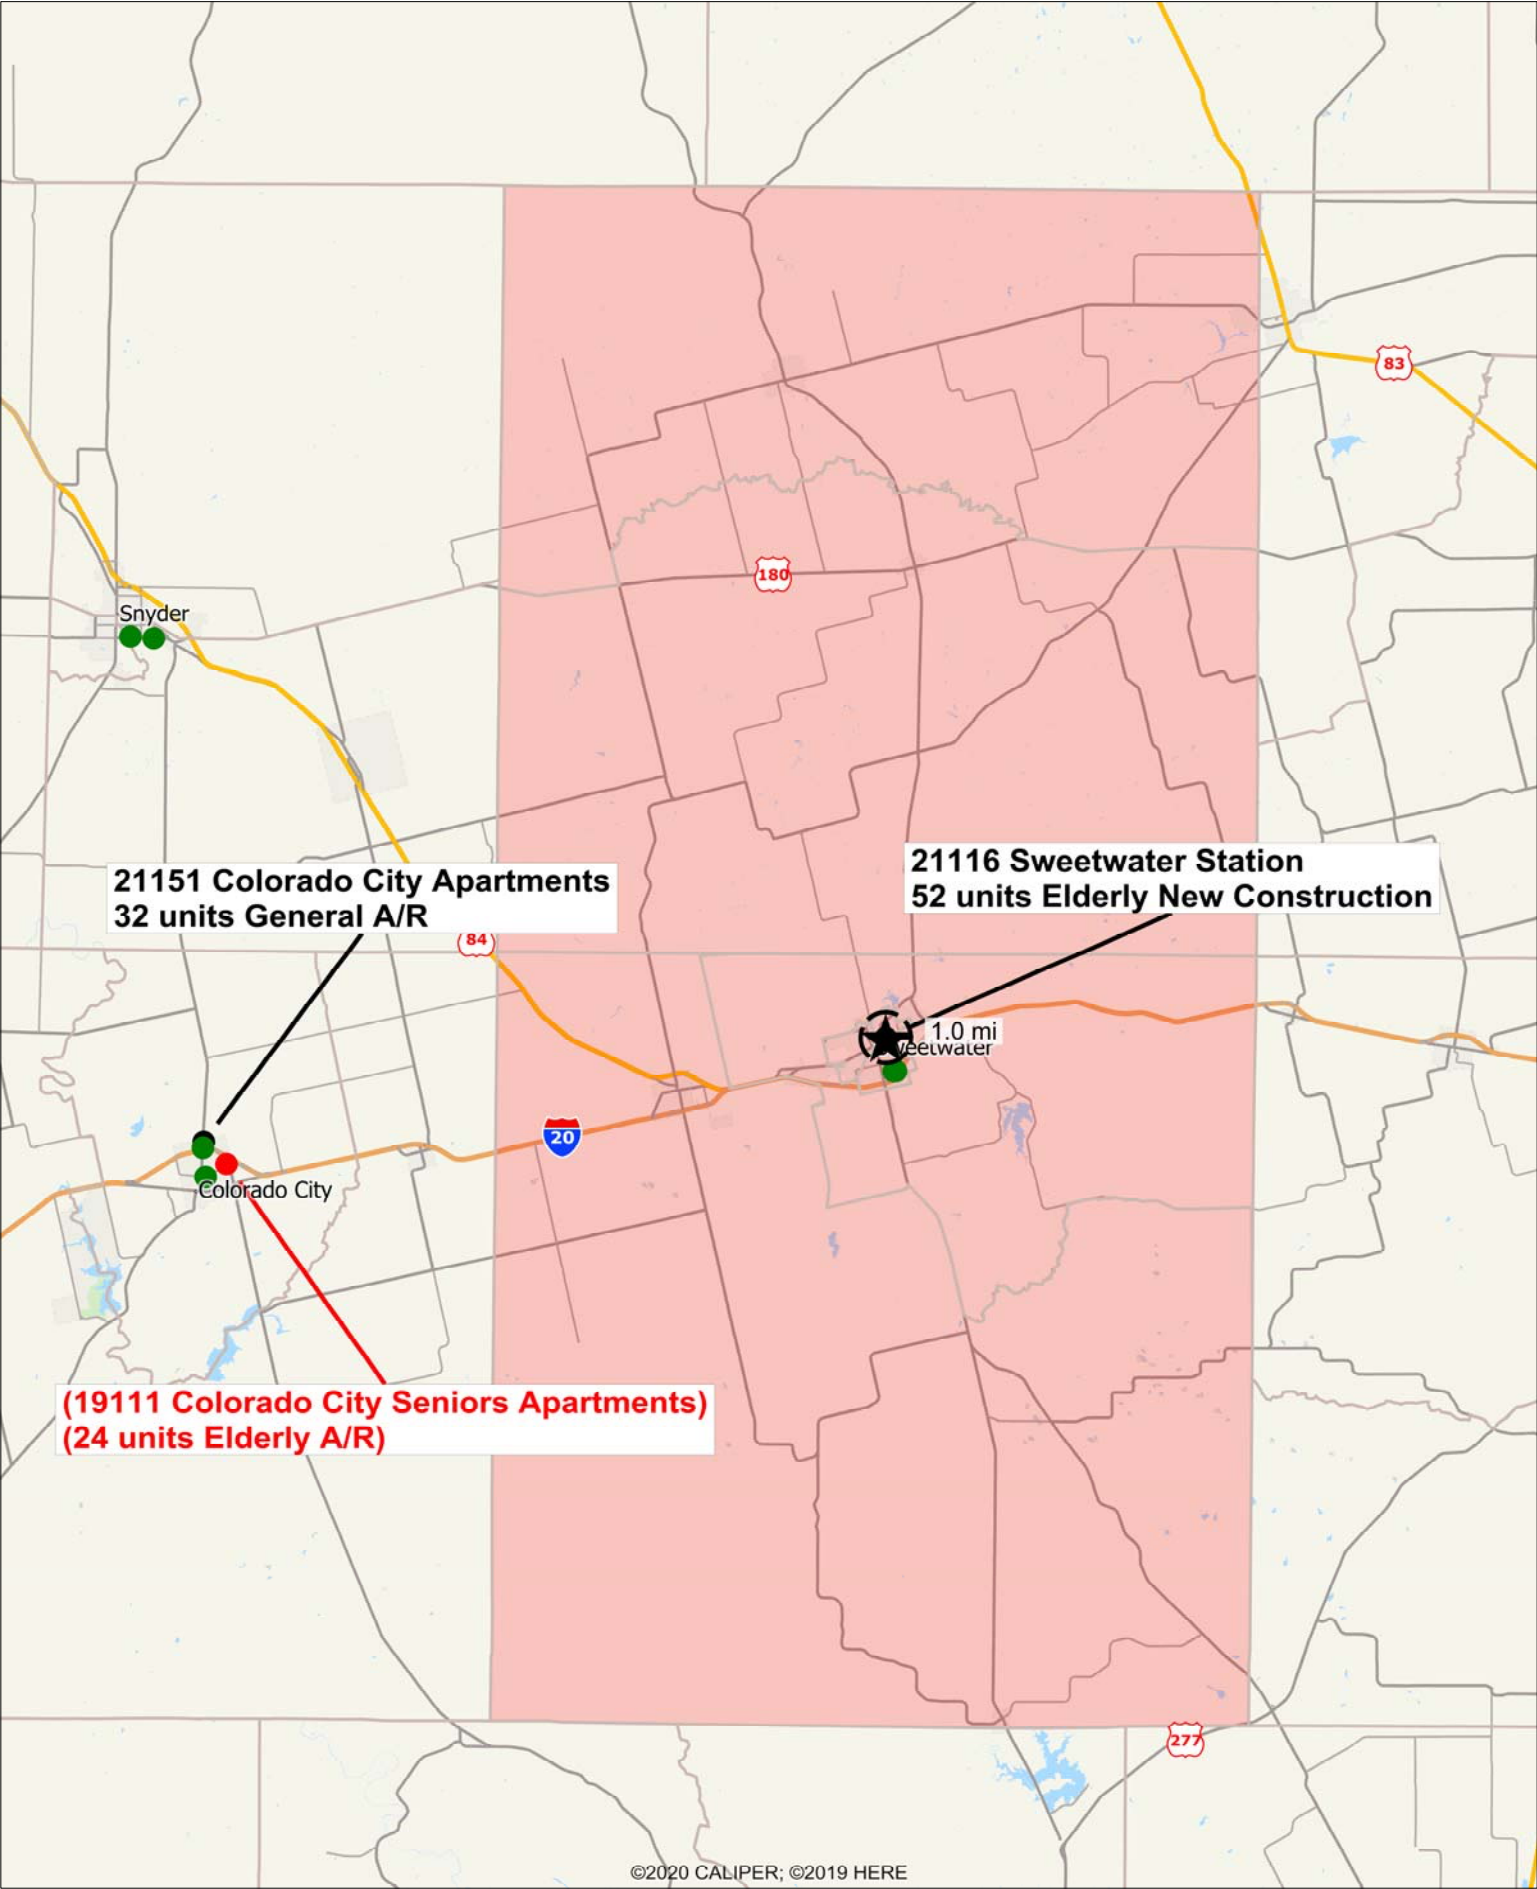 83
180
Snyder
21116 Sweetwater Station
52 units Elderly New Construction
21151 Colorado City Apartments
32 units General A/R
84
1.0 mi
weetwater
20
Colorado City
(19111 Colorado City Seniors Apartments)
(24 units Elderly A/R)
277
©2020 CALIPER; ©2019 HERE